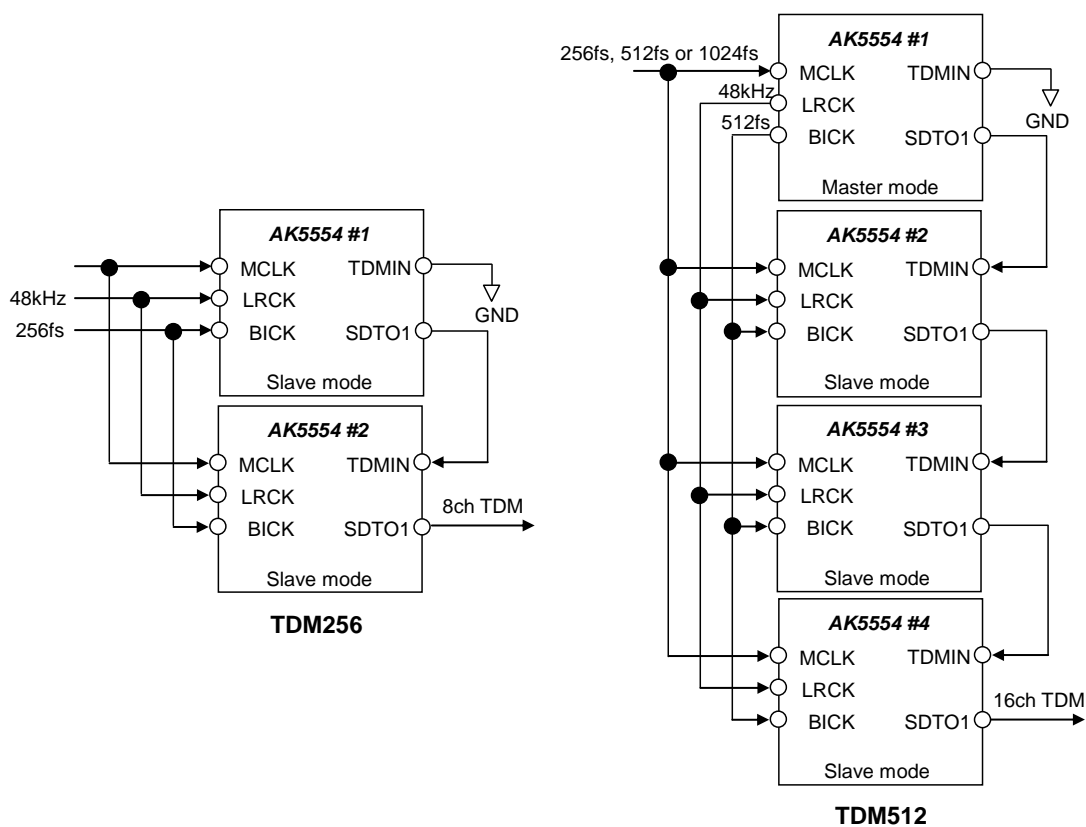 AK5554 #1
MCLK TDMIN
48kHz LRCK
GND
256fs BICK SDTO1
Slave mode
AK5554 #2
MCLK TDMIN
LRCK
8ch TDM
BICK SDTO1
Slave mode
TDM256
AK5554 #1
256fs, 512fs or 1024fs
MCLK TDMIN
48kHz
LRCK
GND
512fs
BICK SDTO1
Master mode
AK5554 #2
MCLK TDMIN
LRCK
BICK SDTO1
Slave mode
AK5554 #3
MCLK TDMIN
LRCK
BICK SDTO1
Slave mode
AK5554 #4
MCLK TDMIN
LRCK
16ch TDM
BICK SDTO1
Slave mode
TDM512